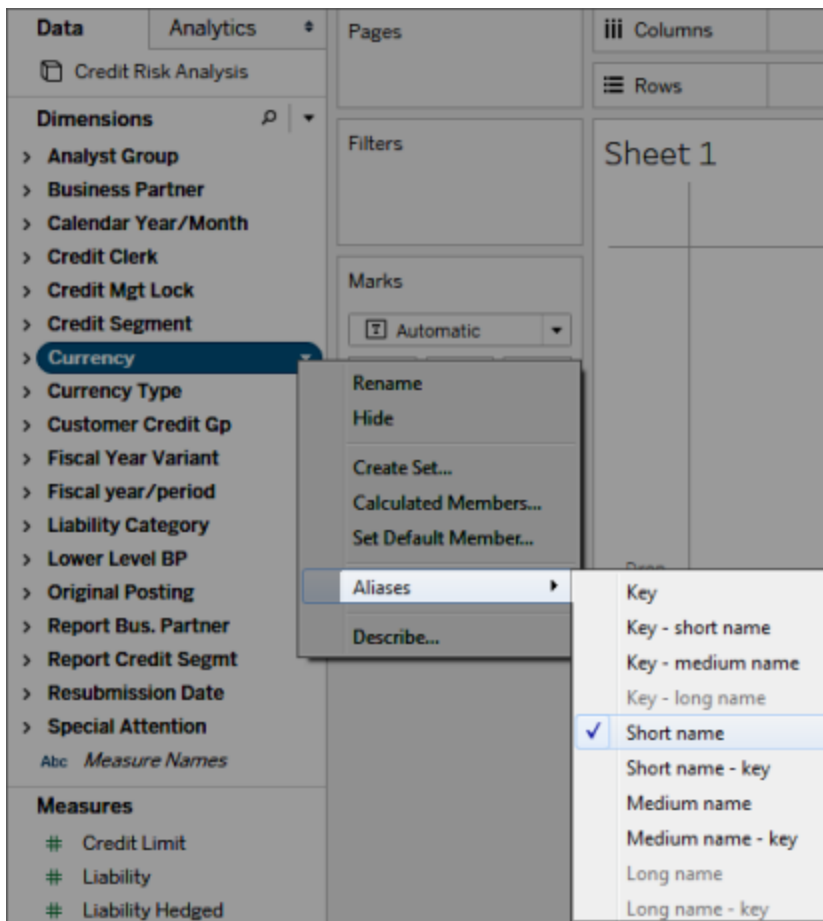 Data
Analytics
Credit Risk Analysis
Dimensions
Analyst Group
Business Partner
Calendar Year/Month
Credit Clerk
Credit Mgt Lock
Credit Segment
Currency
Currency Type
Customer Credit Gp
Fiscal Year Variant
Fiscal year/period
Liability Category
Lower Level BP
Original Posting
Report Bus. Partner
Report Credit Segmt
Resubmission Date
Special Attention
Abc Measure Names
Measures
# Credit Limit
# Liability
# Liability Hedged
Pages
Filters
Marks
T Automatic
Columns
Rows
Sheet 1
Rename
Hide
Create Set...
Calculated Members...
Set Default Member...
Aliases
Describe...
Key
Key - short name
Key - medium name
Key - long name
Short name
Short name - key
Medium name
Medium name - key
Long name
Long name - key